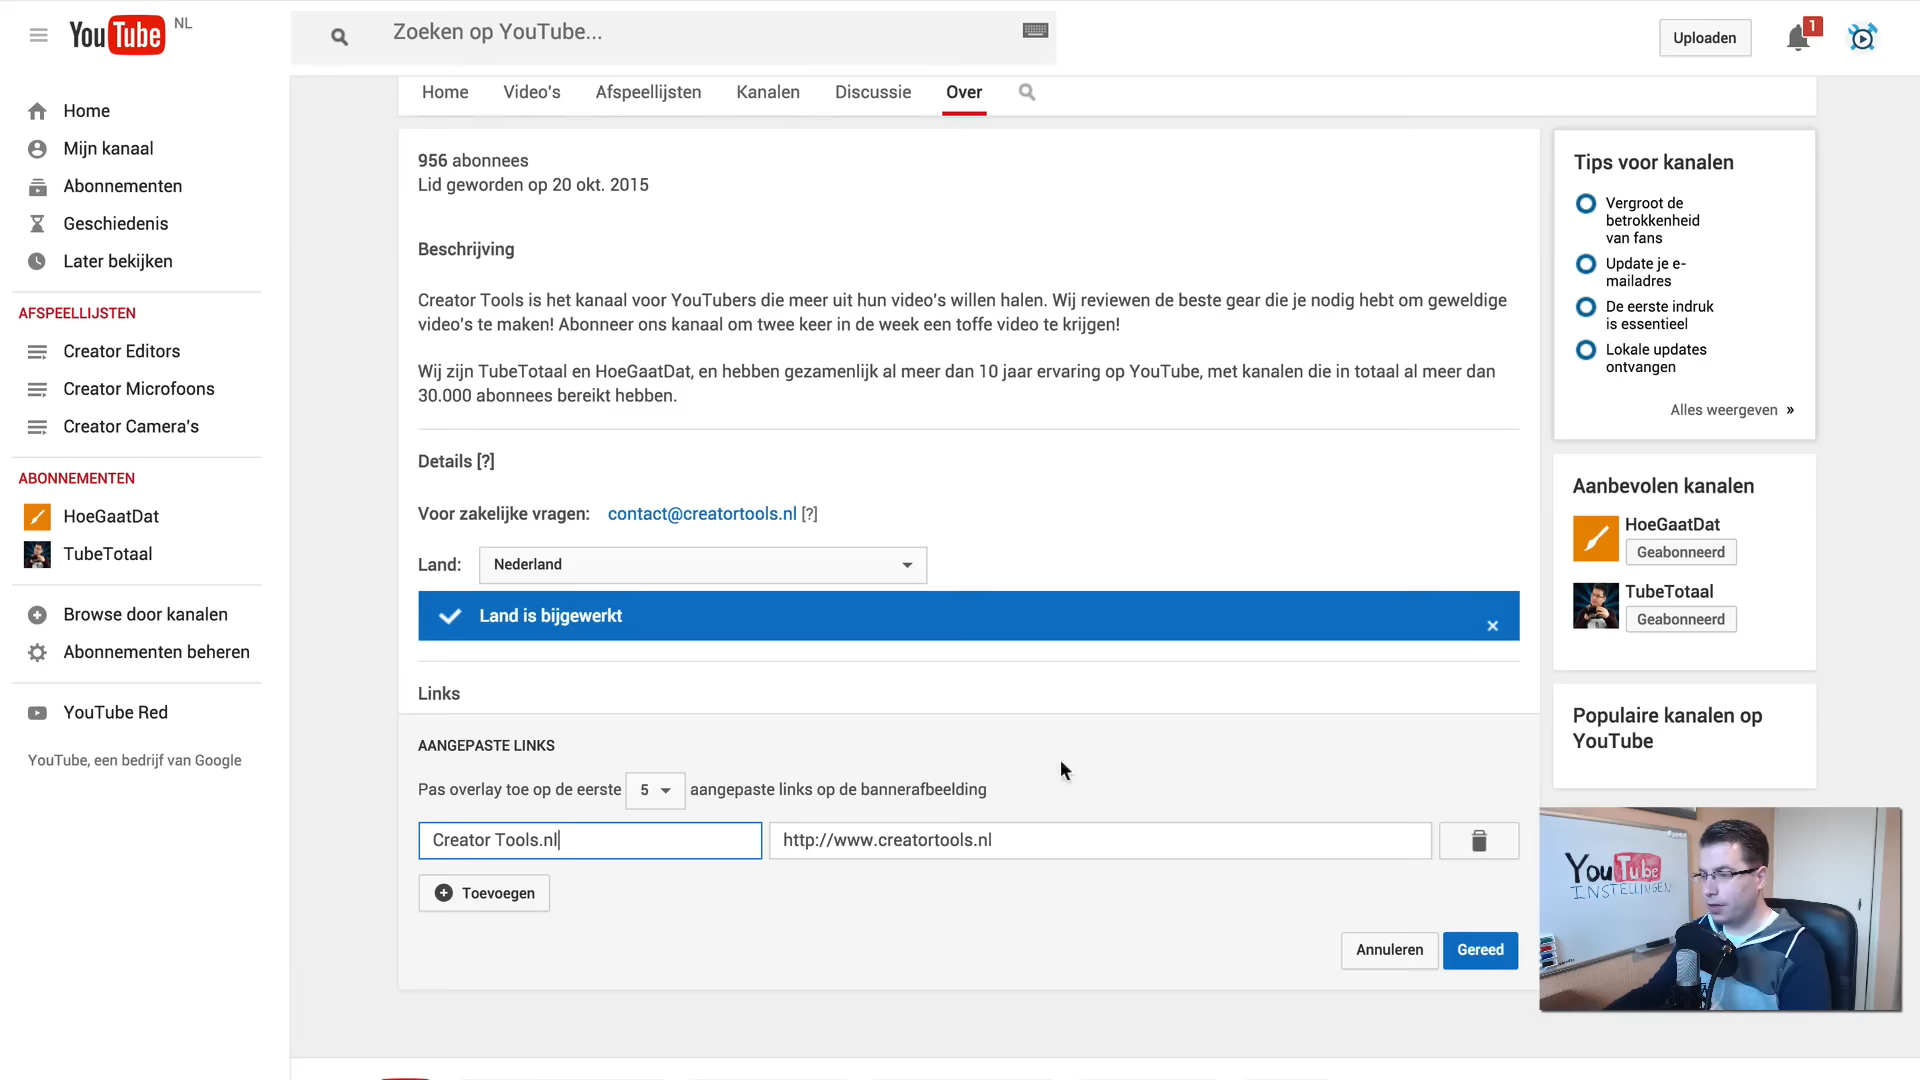 YouTube NL
Zoeken op YouTube...
Uploaden
1
Home
Mijn kanaal
Abonnementen
Geschiedenis
Later bekijken
AFSPEELLIJSTEN
Creator Editors
Creator Microfoons
Creator Camera's
ABONNEMENTEN
HoeGaatDat
TubeTotaal
Browse door kanalen
Abonnementen beheren
YouTube Red
YouTube, een bedrijf van Google
Home Video's Afspeellijsten Kanalen Discussie Over
956 abonnees
Lid geworden op 20 okt. 2015
Beschrijving
Creator Tools is het kanaal voor YouTubers die meer uit hun video's willen halen. Wij reviewen de beste gear die je nodig hebt om geweldige
video's te maken! Abonneer ons kanaal om twee keer in de week een toffe video te krijgen!
Wij zijn TubeTotaal en HoeGaatDat, en hebben gezamenlijk al meer dan 10 jaar ervaring op YouTube, met kanalen die in totaal al meer dan
30.000 abonnees bereikt hebben.
Details [?]
Voor zakelijke vragen: contact@creatortools.nl [?]
Land: Nederland
Land is bijgewerkt
Links
AANGEPASTE LINKS
Pas overlay toe op de eerste 5 aangepaste links op de bannerafbeelding
Creator Tools.nl http://www.creatortools.nl
Toevoegen
Annuleren Gereed
Tips voor kanalen
Vergroot de
betrokkenheid
van fans
Update je e-
mailadres
De eerste indruk
is essentieel
Lokale updates
ontvangen
Alles weergeven »
Aanbevolen kanalen
HoeGaatDat
Geabonneerd
TubeTotaal
Geabonneerd
Populaire kanalen op
YouTube
YouTube
INSTELLINGEN